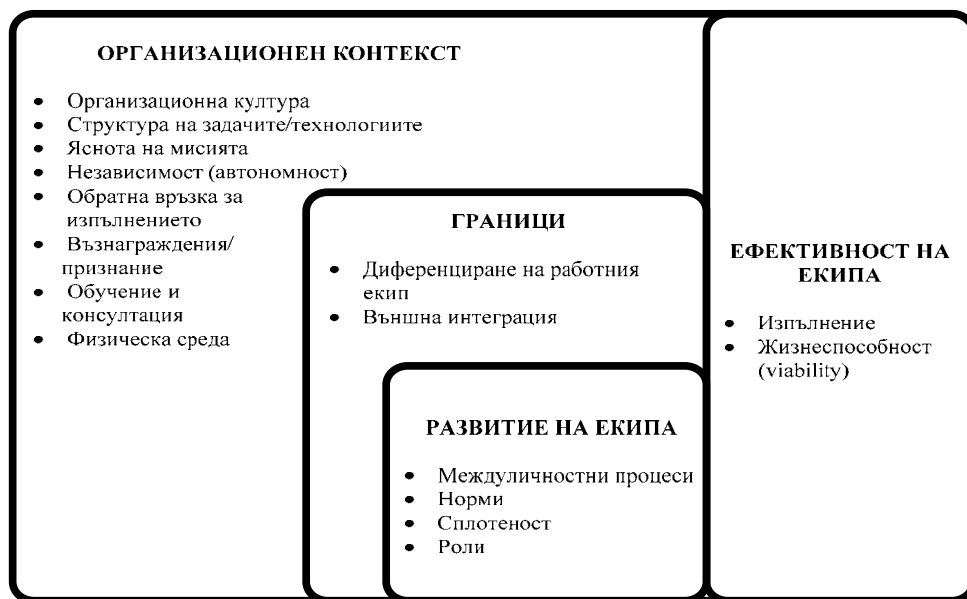 ОРГАНИЗАЦИОНЕН КОНТЕКСТ
• Организационна култура
• Структура на задачите/технологиите
• Яснота на мисията
• Независимост (автономност)
• Обратна връзка за
изпълнението
• Възнаграждения/
признание
• Обучение и
консултация
• Физическа среда
ГРАНИЦИ
• Диференциране на работния
екип
• Външна интеграция
РАЗВИТИЕ НА ЕКИПА
• Междуличностни процеси
• Норми
• Сплотеност
• Роли
ЕФЕКТИВНОСТ НА
ЕКИПА
• Изпълнение
• Жизнеспособност
(viability)